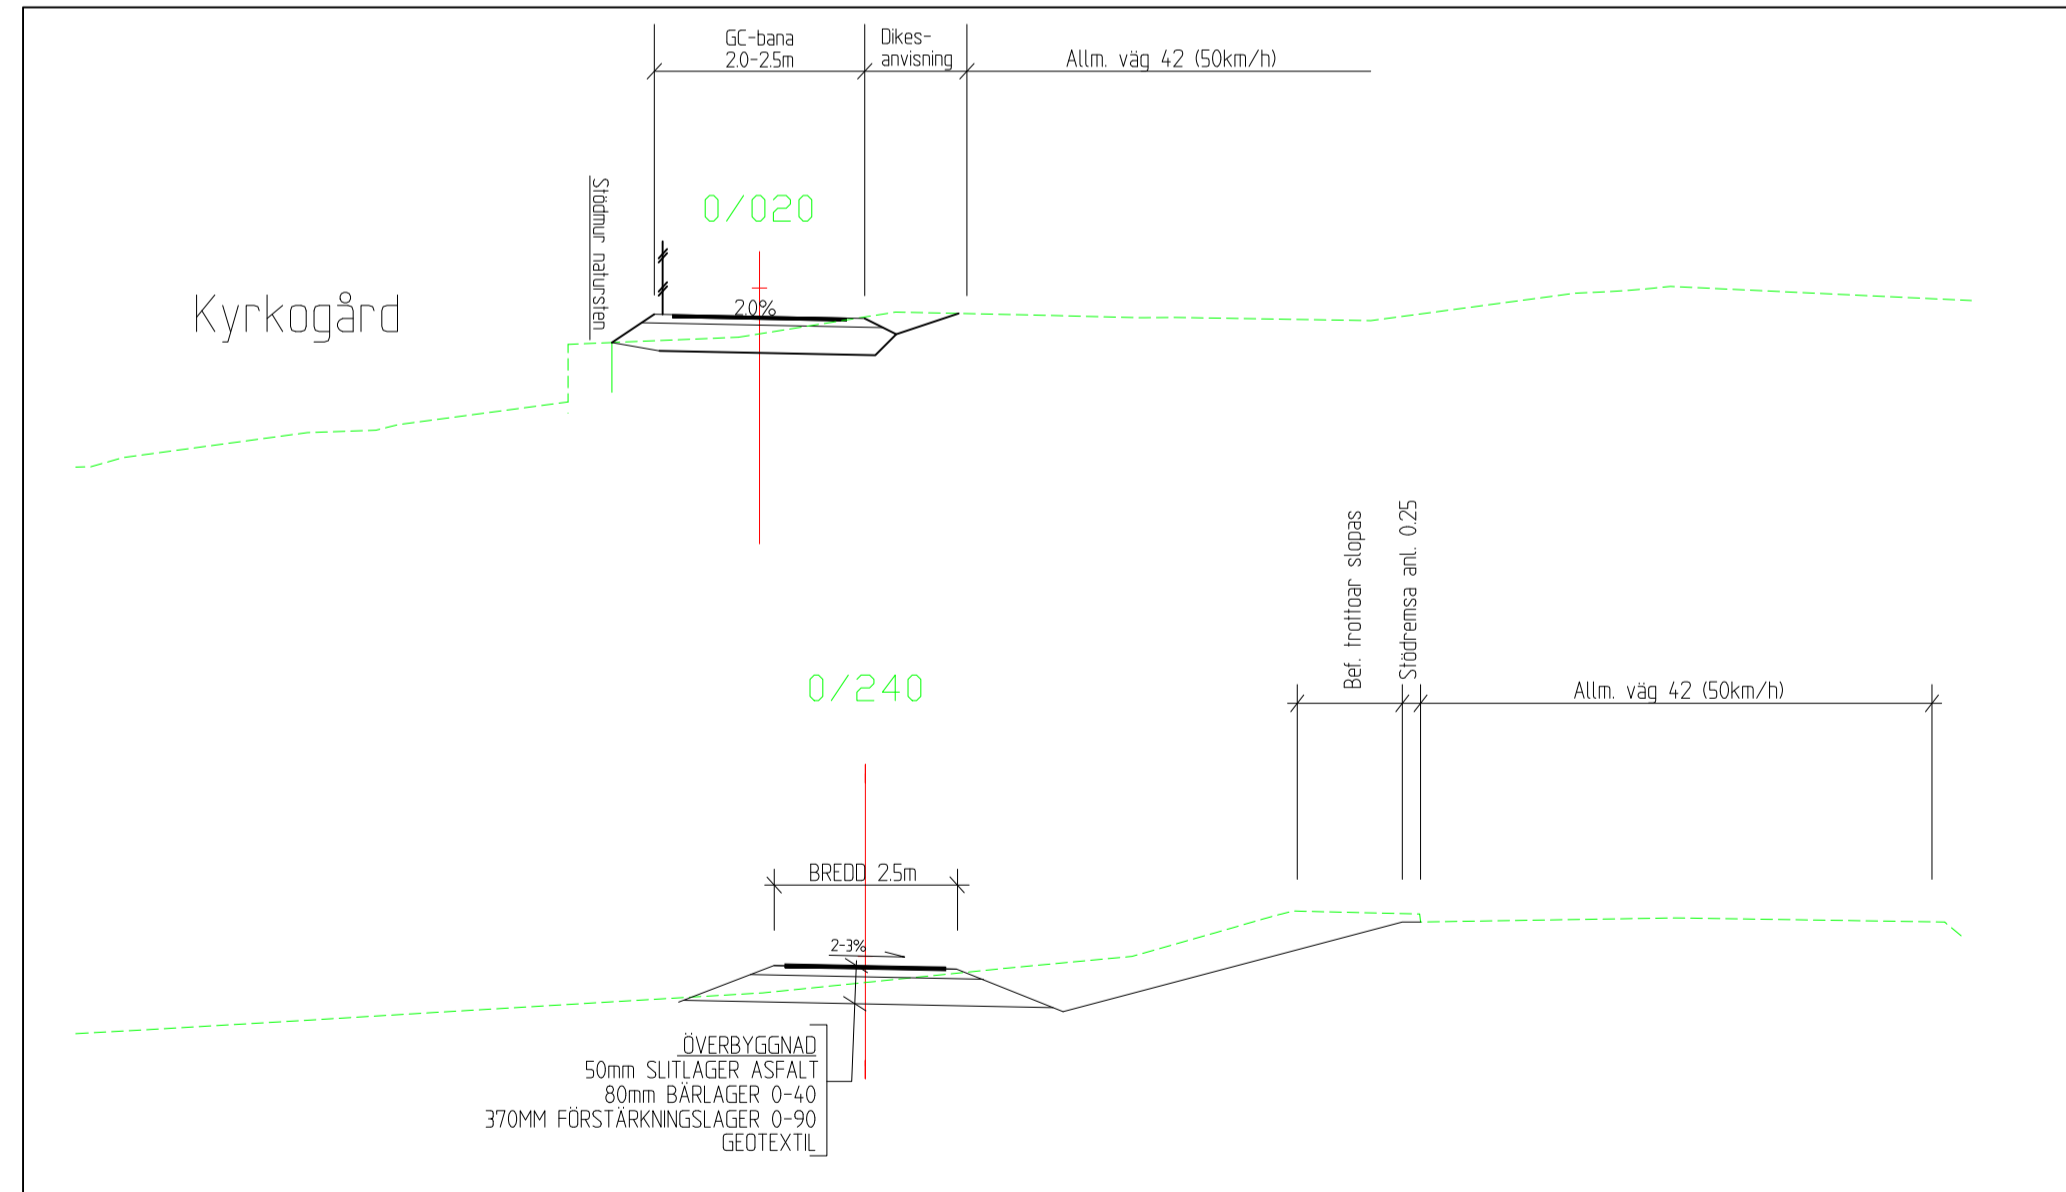 GC-bana
2.0-2.5m
Dikes-
anvisning
Allm. väg 42 (50km/h)
Stödmur natursten
0/020
Kyrkogård
2.0%
Bef. trottoar slopas
Stödremsa anl. 0.25
0/240
Allm. väg 42 (50km/h)
BREDD 2.5m
2-3%
ÖVERBYGGNAD
50mm SLITLAGER ASFALT
80mm BÄRLAGER 0-40
370MM FÖRSTÄRKNINGSLAGER 0-90
GEOTEXTIL